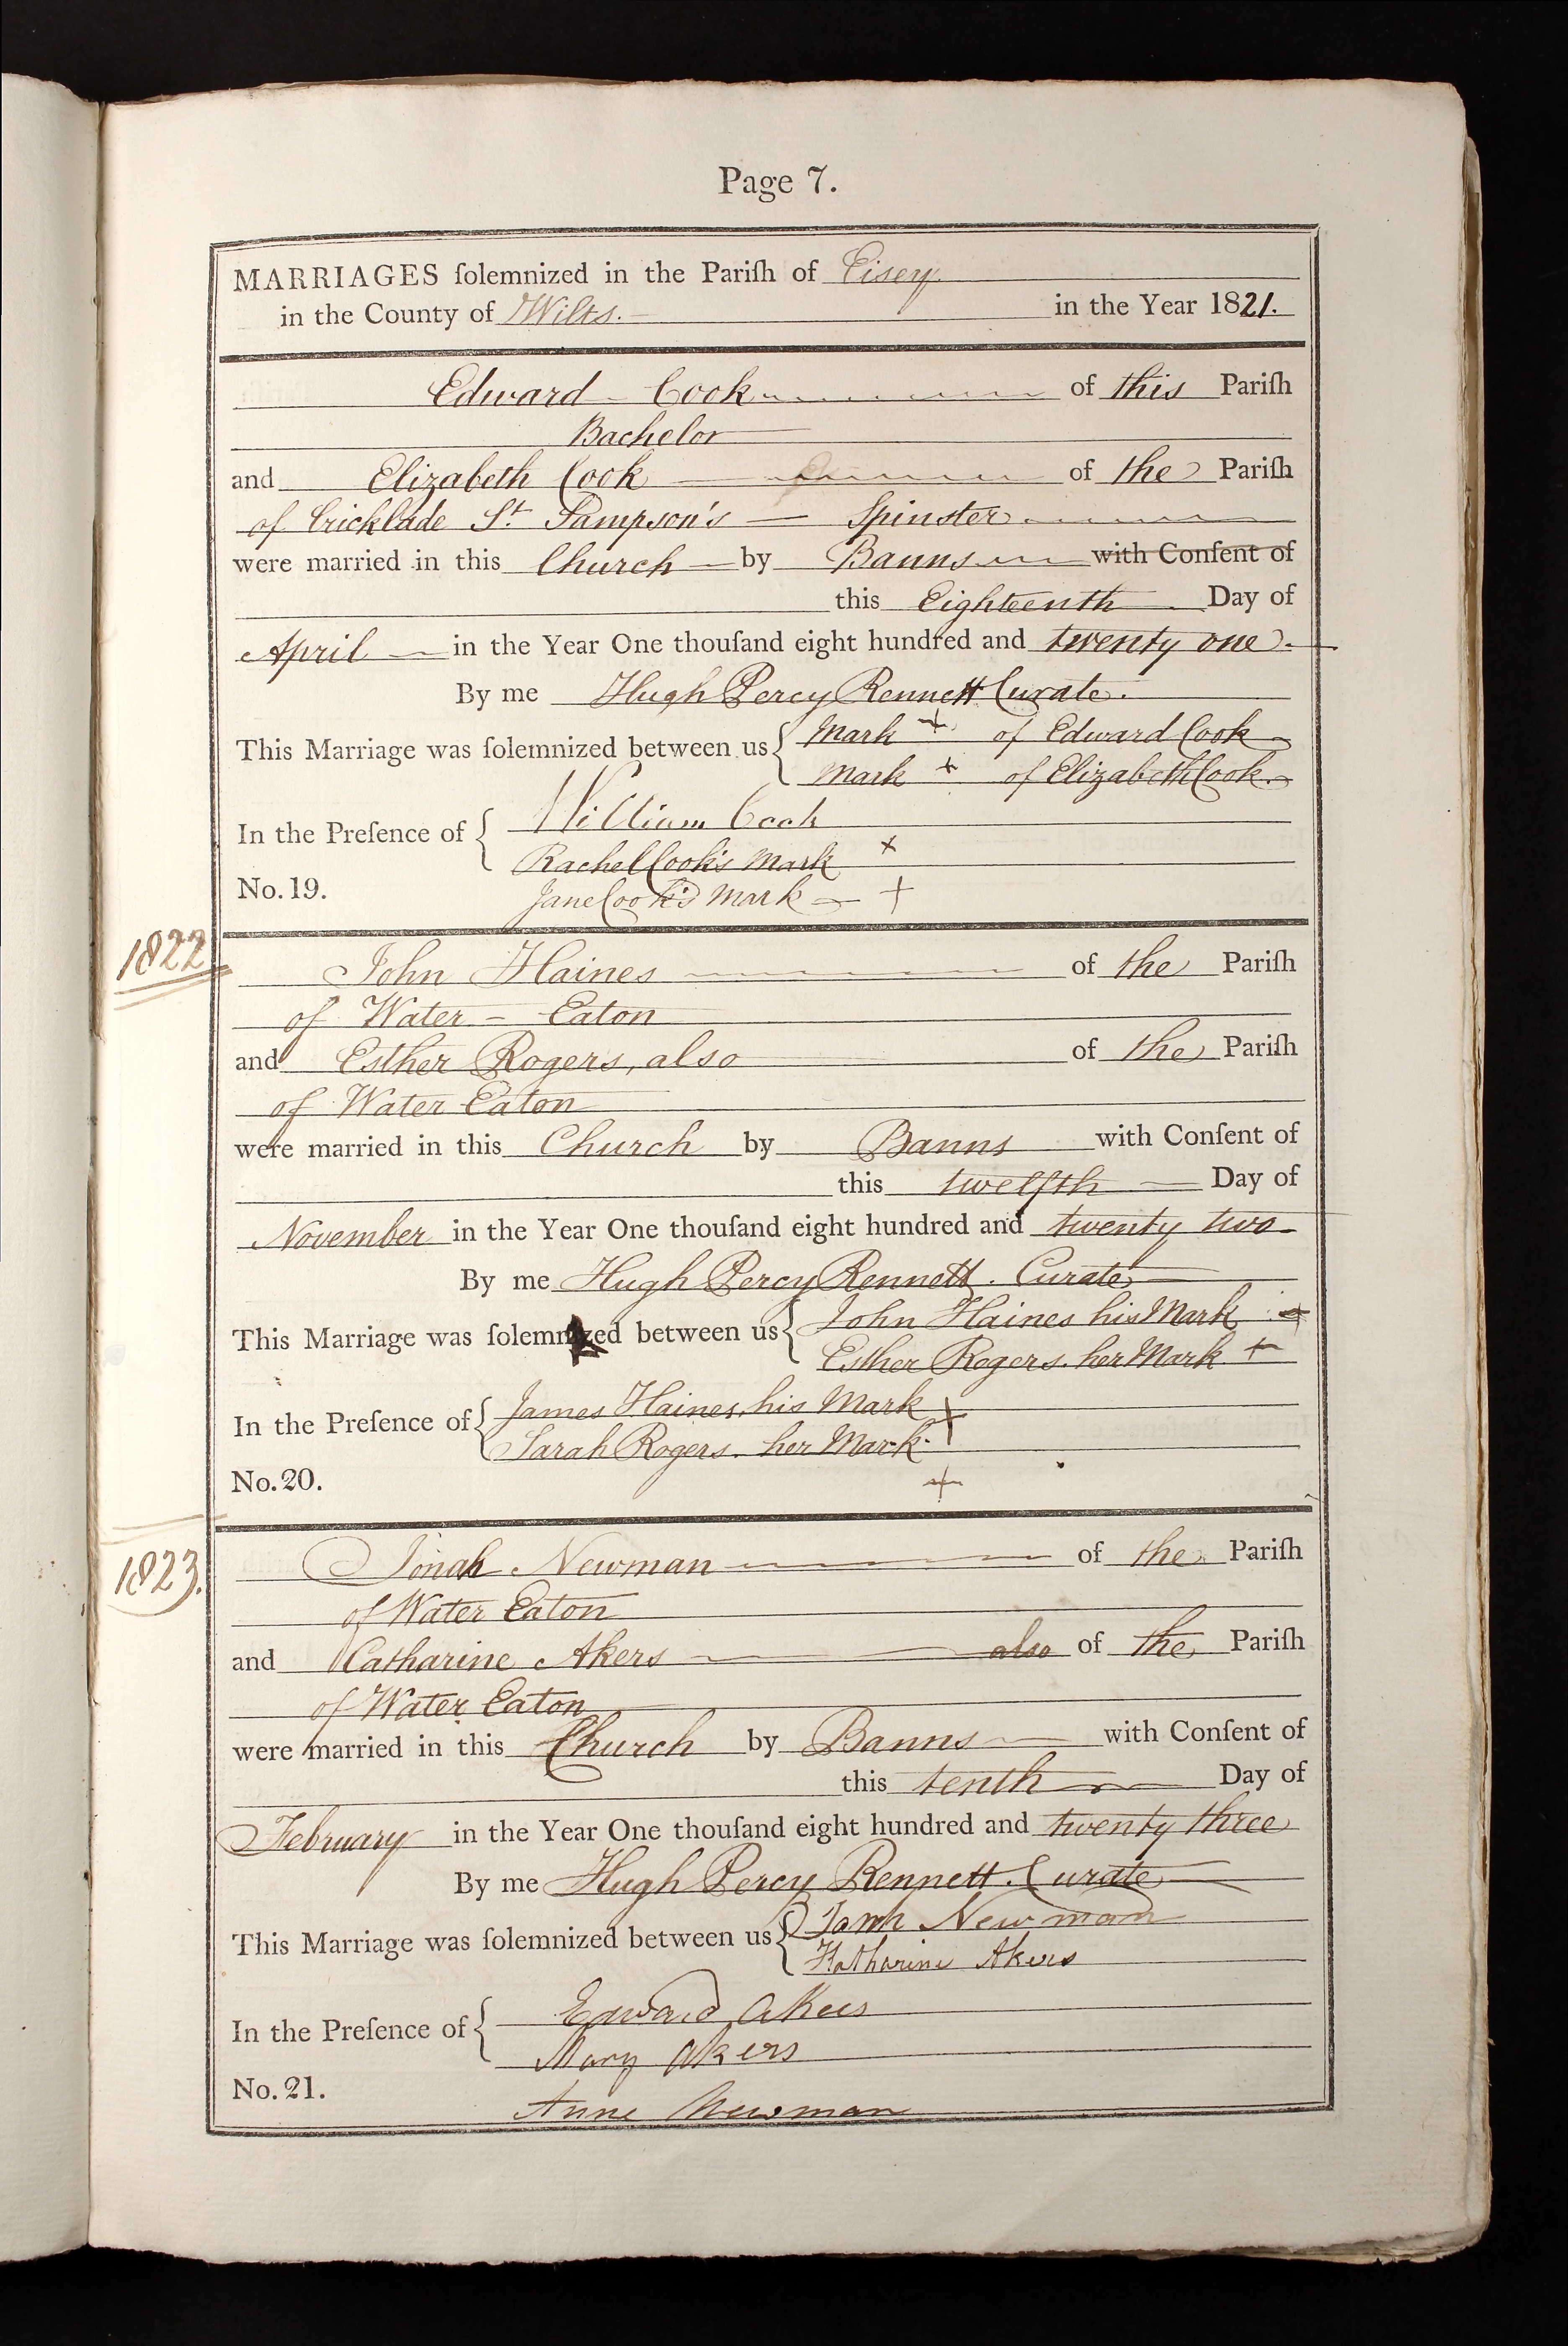 Page 7.
MARRIAGES ſolemnized in the Pariſh of Eisey
in the County of Wilts. in the Year 1821.
Edward Cook of this Pariſh
Bachelor
and Elizabeth Cook of the Pariſh
of Cricklade St. Sampson's — Spinster
were married in this Church by Banns with Conſent of
this Eighteenth Day of
April in the Year One thouſand eight hundred and twenty one.
By me Hugh Percy Rennett Curate.
This Marriage was ſolemnized between us { Mark + of Edward Cook
Mark + of Elizabeth Cook
In the Preſence of { William Cook
Rachel Cook's Mark x
No. 19. Jane Cook's Mark — +
1822
John Haines of the Pariſh
of Water - Eaton
and Esther Rogers, also of the Pariſh
of Water Eaton
were married in this Church by Banns with Conſent of
this twelfth Day of
November in the Year One thouſand eight hundred and twenty two
By me Hugh Percy Rennett. Curate
This Marriage was ſolemnized between us { John Haines his Mark +
Esther Rogers. her Mark +
In the Preſence of { James Haines, his Mark +
Sarah Rogers. her Mark.
No. 20. +
1823.
Jonah Newman of the Pariſh
of Water Eaton
and Catharine Akers also of the Pariſh
of Water Eaton
were married in this Church by Banns with Conſent of
this tenth Day of
February in the Year One thouſand eight hundred and twenty three
By me Hugh Percy Rennett. Curate
This Marriage was ſolemnized between us { Newman
Katharine Akers
In the Preſence of { Edward Akers
Mary Akers
No. 21.
Anne Newman